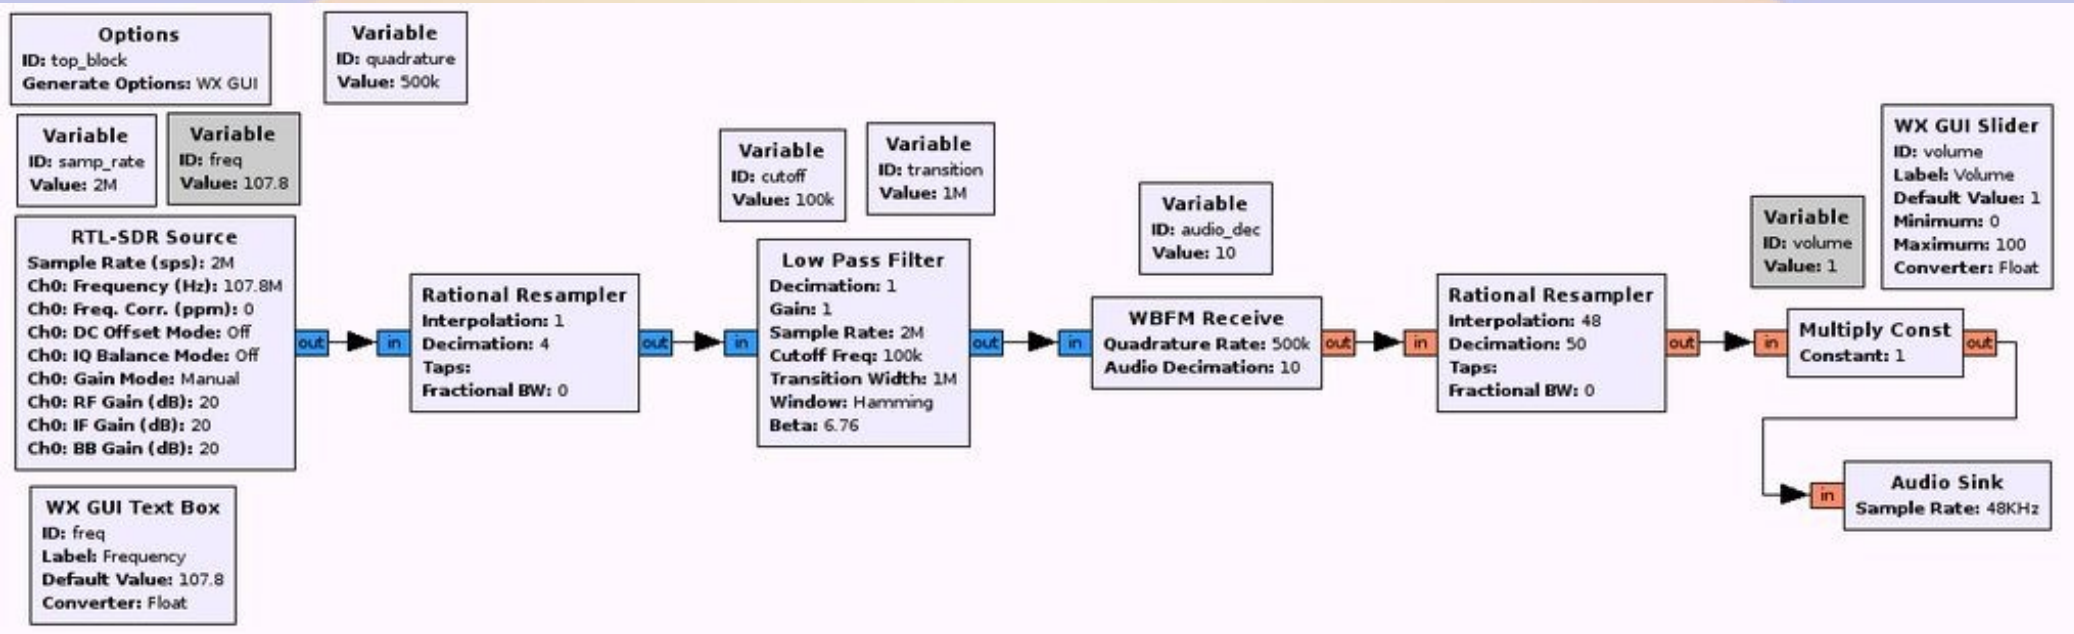 Options
ID: top_block
Generate Options: WX GUI
Variable
ID: quadrature
Value: 500k
Variable
ID: samp_rate
Value: 2M
Variable
ID: freq
Value: 107.8
RTL-SDR Source
Sample Rate (sps): 2M
Ch0: Frequency (Hz): 107.8M
Ch0: Freq. Corr. (ppm): 0
Ch0: DC Offset Mode: Off
Ch0: IQ Balance Mode: Off
Ch0: Gain Mode: Manual
Ch0: RF Gain (dB): 20
Ch0: IF Gain (dB): 20
Ch0: BB Gain (dB): 20
out
WX GUI Text Box
ID: freq
Label: Frequency
Default Value: 107.8
Converter: Float
in
Rational Resampler
Interpolation: 1
Decimation: 4
Taps:
Fractional BW: 0
out
Variable
ID: cutoff
Value: 100k
Variable
ID: transition
Value: 1M
in
Low Pass Filter
Decimation: 1
Gain: 1
Sample Rate: 2M
Cutoff Freq: 100k
Transition Width: 1M
Window: Hamming
Beta: 6.76
out
Variable
ID: audio_dec
Value: 10
in
WBFM Receive
Quadrature Rate: 500k
Audio Decimation: 10
out
in
Rational Resampler
Interpolation: 48
Decimation: 50
Taps:
Fractional BW: 0
out
Variable
ID: volume
Value: 1
WX GUI Slider
ID: volume
Label: Volume
Default Value: 1
Minimum: 0
Maximum: 100
Converter: Float
in
Multiply Const
Constant: 1
out
in
Audio Sink
Sample Rate: 48KHz